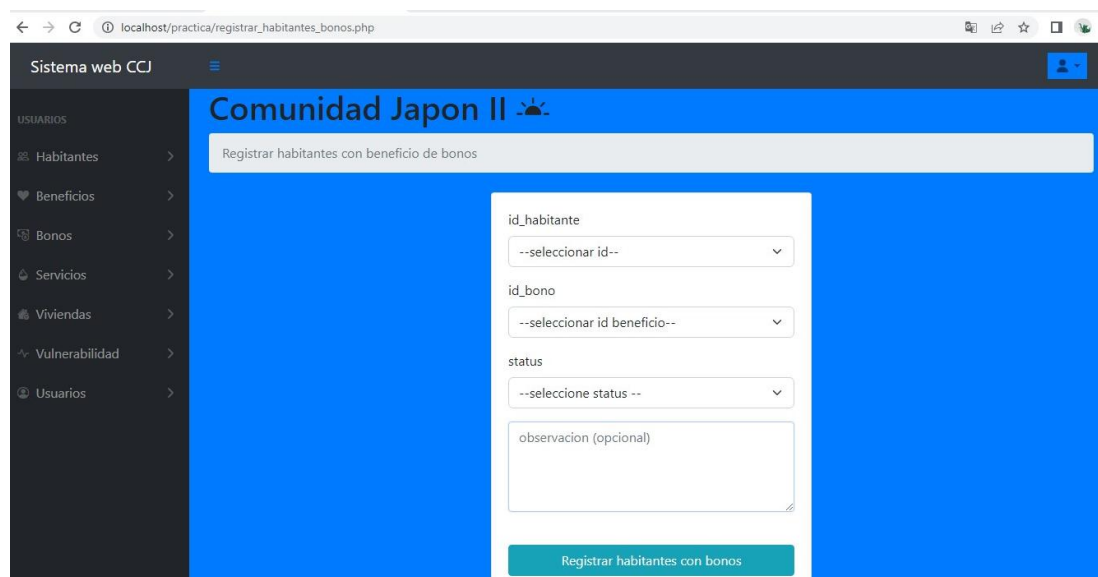 localhost/practica/registrar_habitantes_bonos.php
Sistema web CCJ
USUARIOS
Habitantes
Beneficios
Bonos
Servicios
Viviendas
Vulnerabilidad
Usuarios
Comunidad Japon II
Registrar habitantes con beneficio de bonos
id_habitante
--seleccionar id--
id_bono
--seleccionar id beneficio--
status
--seleccione status --
observacion (opcional)
Registrar habitantes con bonos